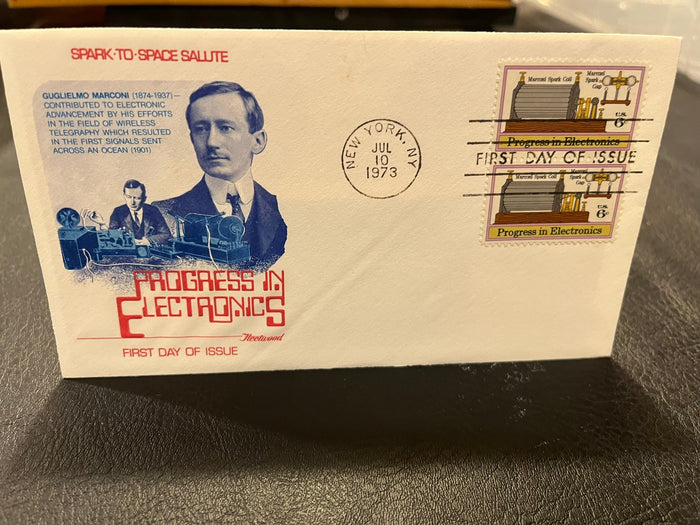 SPARK·TO·SPACE SALUTE
GUGLIELMO MARCONI (1874-1937)—
CONTRIBUTED TO ELECTRONIC
ADVANCEMENT BY HIS EFFORTS
IN THE FIELD OF WIRELESS
TELEGRAPHY WHICH RESULTED
IN THE FIRST SIGNALS SENT
ACROSS AN OCEAN (1901)
PROGRESS IN
ELECTRONICS
Fleetwood
FIRST DAY OF ISSUE
NEW YORK, NY
JUL
10
1973
Marconi Spark Coil
Marconi
Spark
Gap
U.S.
6c
Progress in Electronics
FIRST DAY OF ISSUE
Marconi Spark Coil
Marconi
Spark
Gap
U.S.
6c
Progress in Electronics